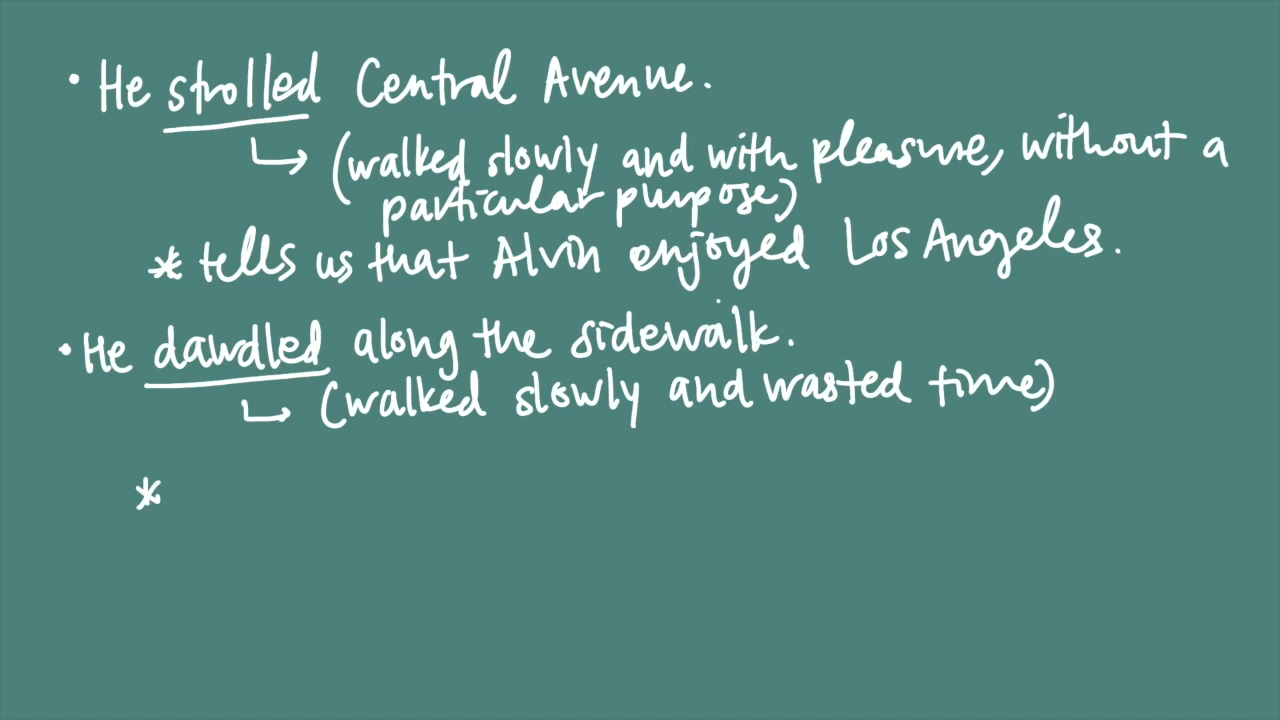 • He strolled Central Avenue.
↳ (walked slowly and with pleasure, without a
particular purpose)
* tells us that Alvin enjoyed Los Angeles.
• He dawdled along the sidewalk.
↳ (walked slowly and wasted time)
*